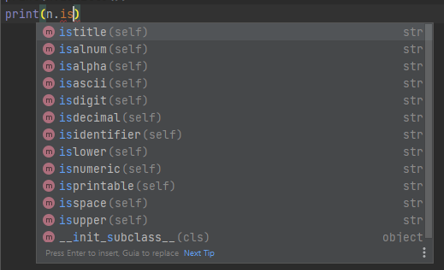 print(n.is)
m istitle(self) str
m isalnum(self) str
m isalpha(self) str
m isascii(self) str
m isdigit(self) str
m isdecimal(self) str
m isidentifier(self) str
m islower(self) str
m isnumeric(self) str
m isprintable(self) str
m isspace(self) str
m isupper(self) str
m __init_subclass__(cls) object
Press Enter to insert, Guia to replace Next Tip